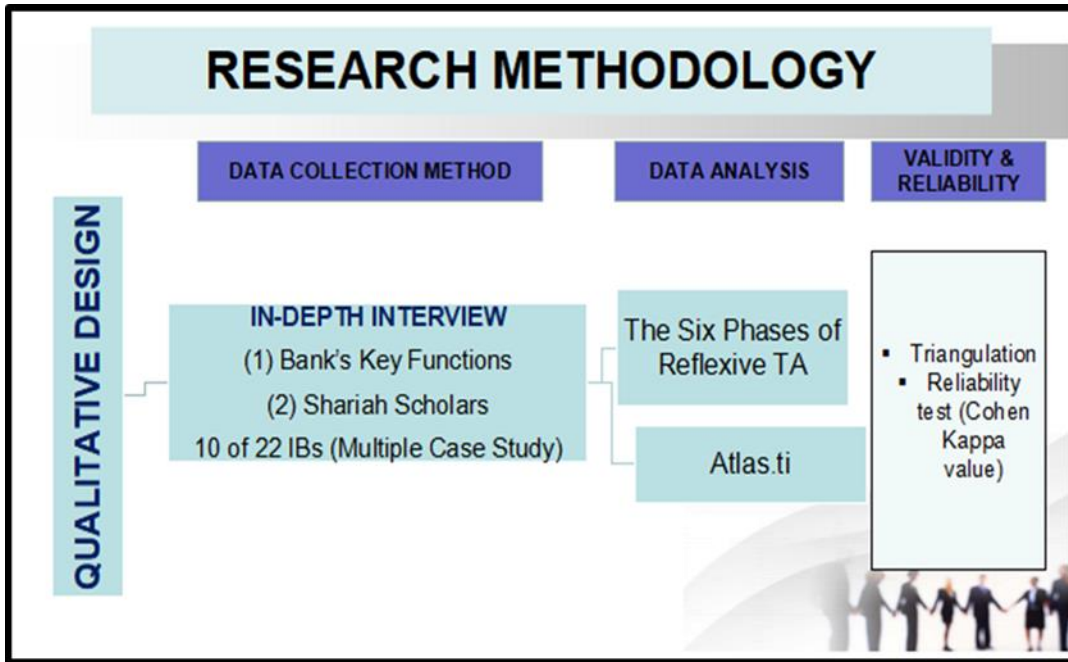 RESEARCH METHODOLOGY
DATA COLLECTION METHOD
DATA ANALYSIS
VALIDITY &
RELIABILITY
QUALITATIVE DESIGN
IN-DEPTH INTERVIEW
(1) Bank's Key Functions
(2) Shariah Scholars
10 of 22 IBs (Multiple Case Study)
The Six Phases of
Reflexive TA
Atlas.ti
▪ Triangulation
▪ Reliability
test (Cohen
Kappa
value)